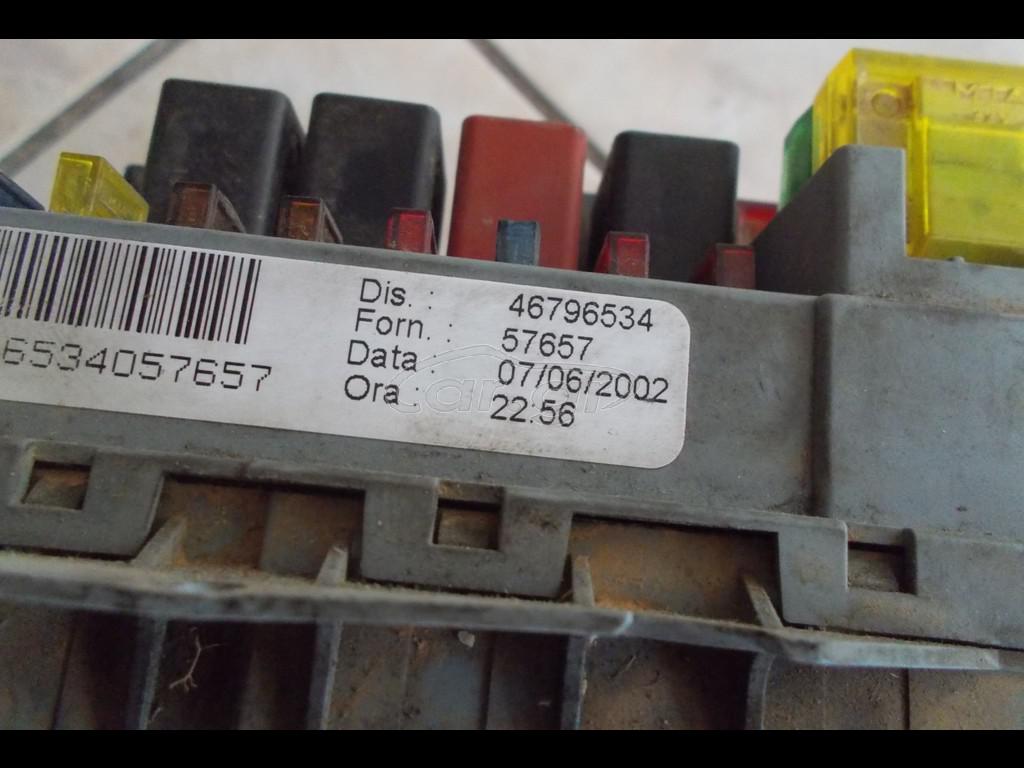 Dis. : 46796534
Forn. : 57657
Data : 07/06/2002
Ora : 22:56
6534057657